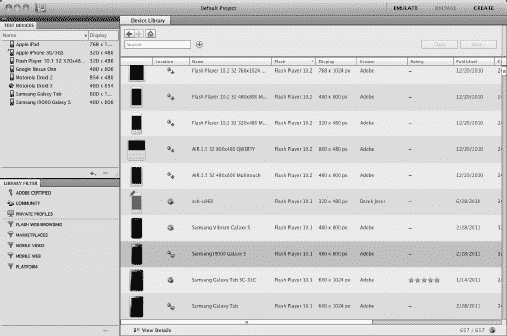 Default Project
EMULATE BROWSE CREATE
TEST DEVICES
Name Display
Apple iPad 768 x 1...
Apple iPhone 3G/3GS 320 x 480
Flash Player 10.1 32 320x48... 320 x 480
Google Nexus One 480 x 800
Motorola Droid 2 854 x 480
Motorola Droid X 480 x 854
Samsung Galaxy Tab 600 x 1...
Samsung i9000 Galaxy S 480 x 800
LIBRARY FILTER
ADOBE CERTIFIED
COMMUNITY
PRIVATE PROFILES
FLASH WEB BROWSING
MARKETPLACES
MOBILE VIDEO
MOBILE WEB
PLATFORM
Device Library
Search
Location Name Flash Display Creator Rating Published
Flash Player 10.2 32 768x1024 ... Flash Player 10.2 768 x 1024 px Adobe -- 12/20/2010
Flash Player 10.2 32 480x800 M... Flash Player 10.2 480 x 800 px Adobe -- 12/20/2010
Flash Player 10.2 32 320x480 M... Flash Player 10.2 320 x 480 px Adobe -- 12/20/2010
AIR 2.5 32 800x480 QWERTY Flash Player 10.2 800 x 480 px Adobe -- 12/20/2010
AIR 2.5 32 480x800 Multitouch Flash Player 10.2 480 x 800 px Adobe -- 12/20/2010
Flash Player 10.1 320 x 480 px Derek
Samsung Vibrant Galaxy S Flash Player 10.1 480 x 800 px Adobe -- 2/28/2011
Samsung i9000 Galaxy S Flash Player 10.1 480 x 800 px Adobe -- 2/28/2011
Samsung Galaxy Tab SC-01C Flash Player 10.1 600 x 1024 px Adobe 1/14/2011
Samsung Galaxy Tab Flash Player 10.1 600 x 1024 px Adobe -- 2/28/2011
View Details
657 / 657